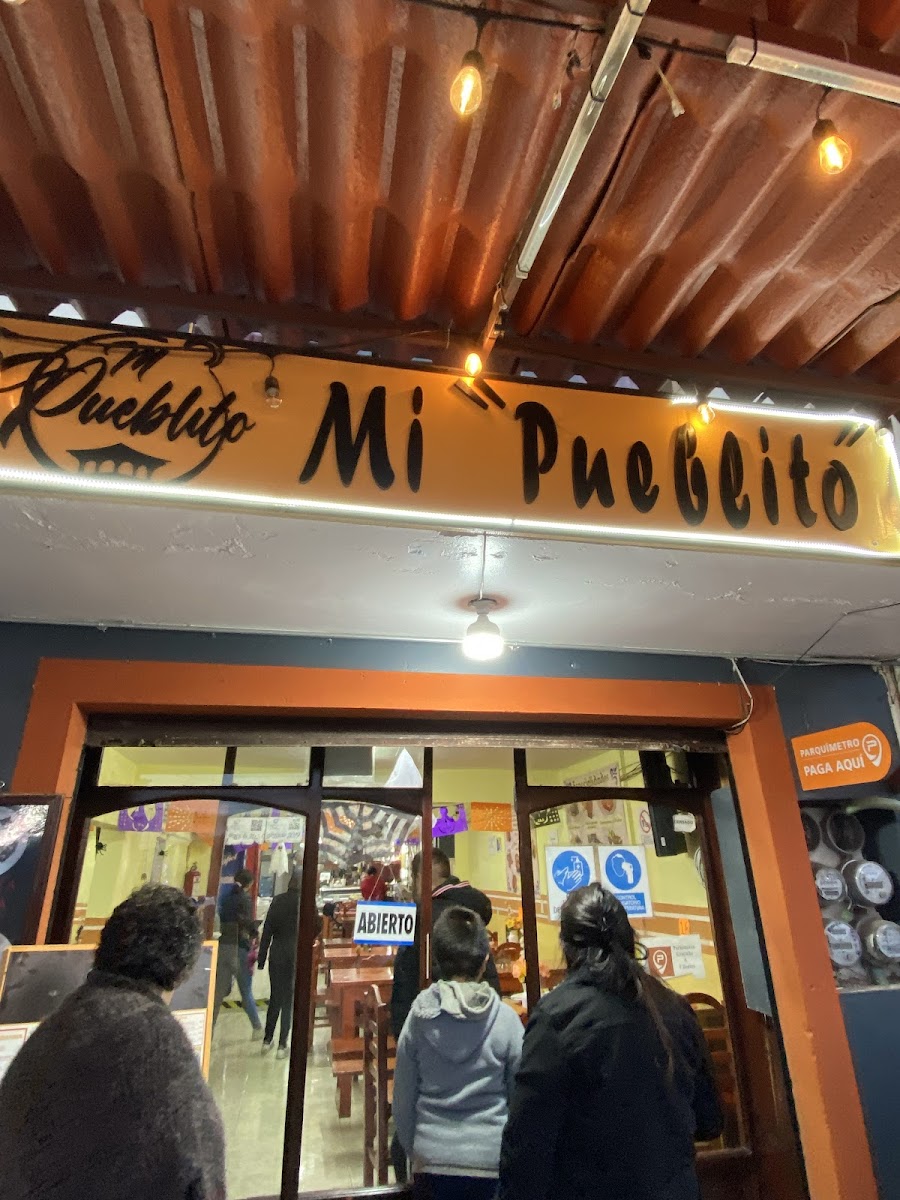 Mi
Pueblito
Mi "Pueblito"
PARQUÍMETRO
PAGA AQUÍ
P
ABIERTO